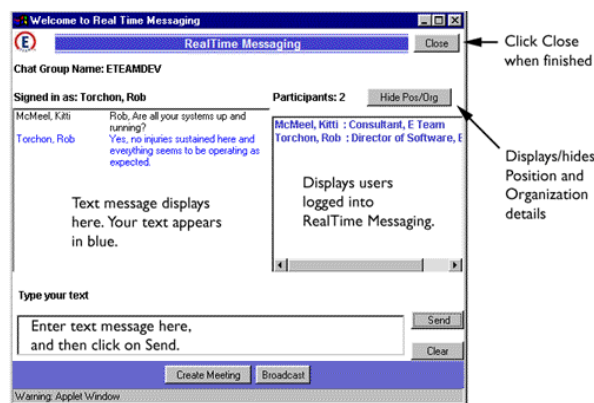 Welcome to Real Time Messaging
E
RealTime Messaging
Close
Click Close
when finished
Chat Group Name: ETEAMDEV
Signed in as: Torchon, Rob
Participants: 2
Hide Pos/Org
McMeel, Kitti
Rob, Are all your systems up and
running?
Torchon, Rob
Yes, no injuries sustained here and
everything seems to be operating as
expected.
McMeel, Kitti : Consultant, E Team
Torchon, Rob : Director of Software, E
Displays/hides
Position and
Organization
details
Text message displays
here. Your text appears
in blue.
Displays users
logged into
RealTime Messaging.
Type your text
Enter text message here,
and then click on Send.
Send
Clear
Create Meeting
Broadcast
Warning: Applet Window